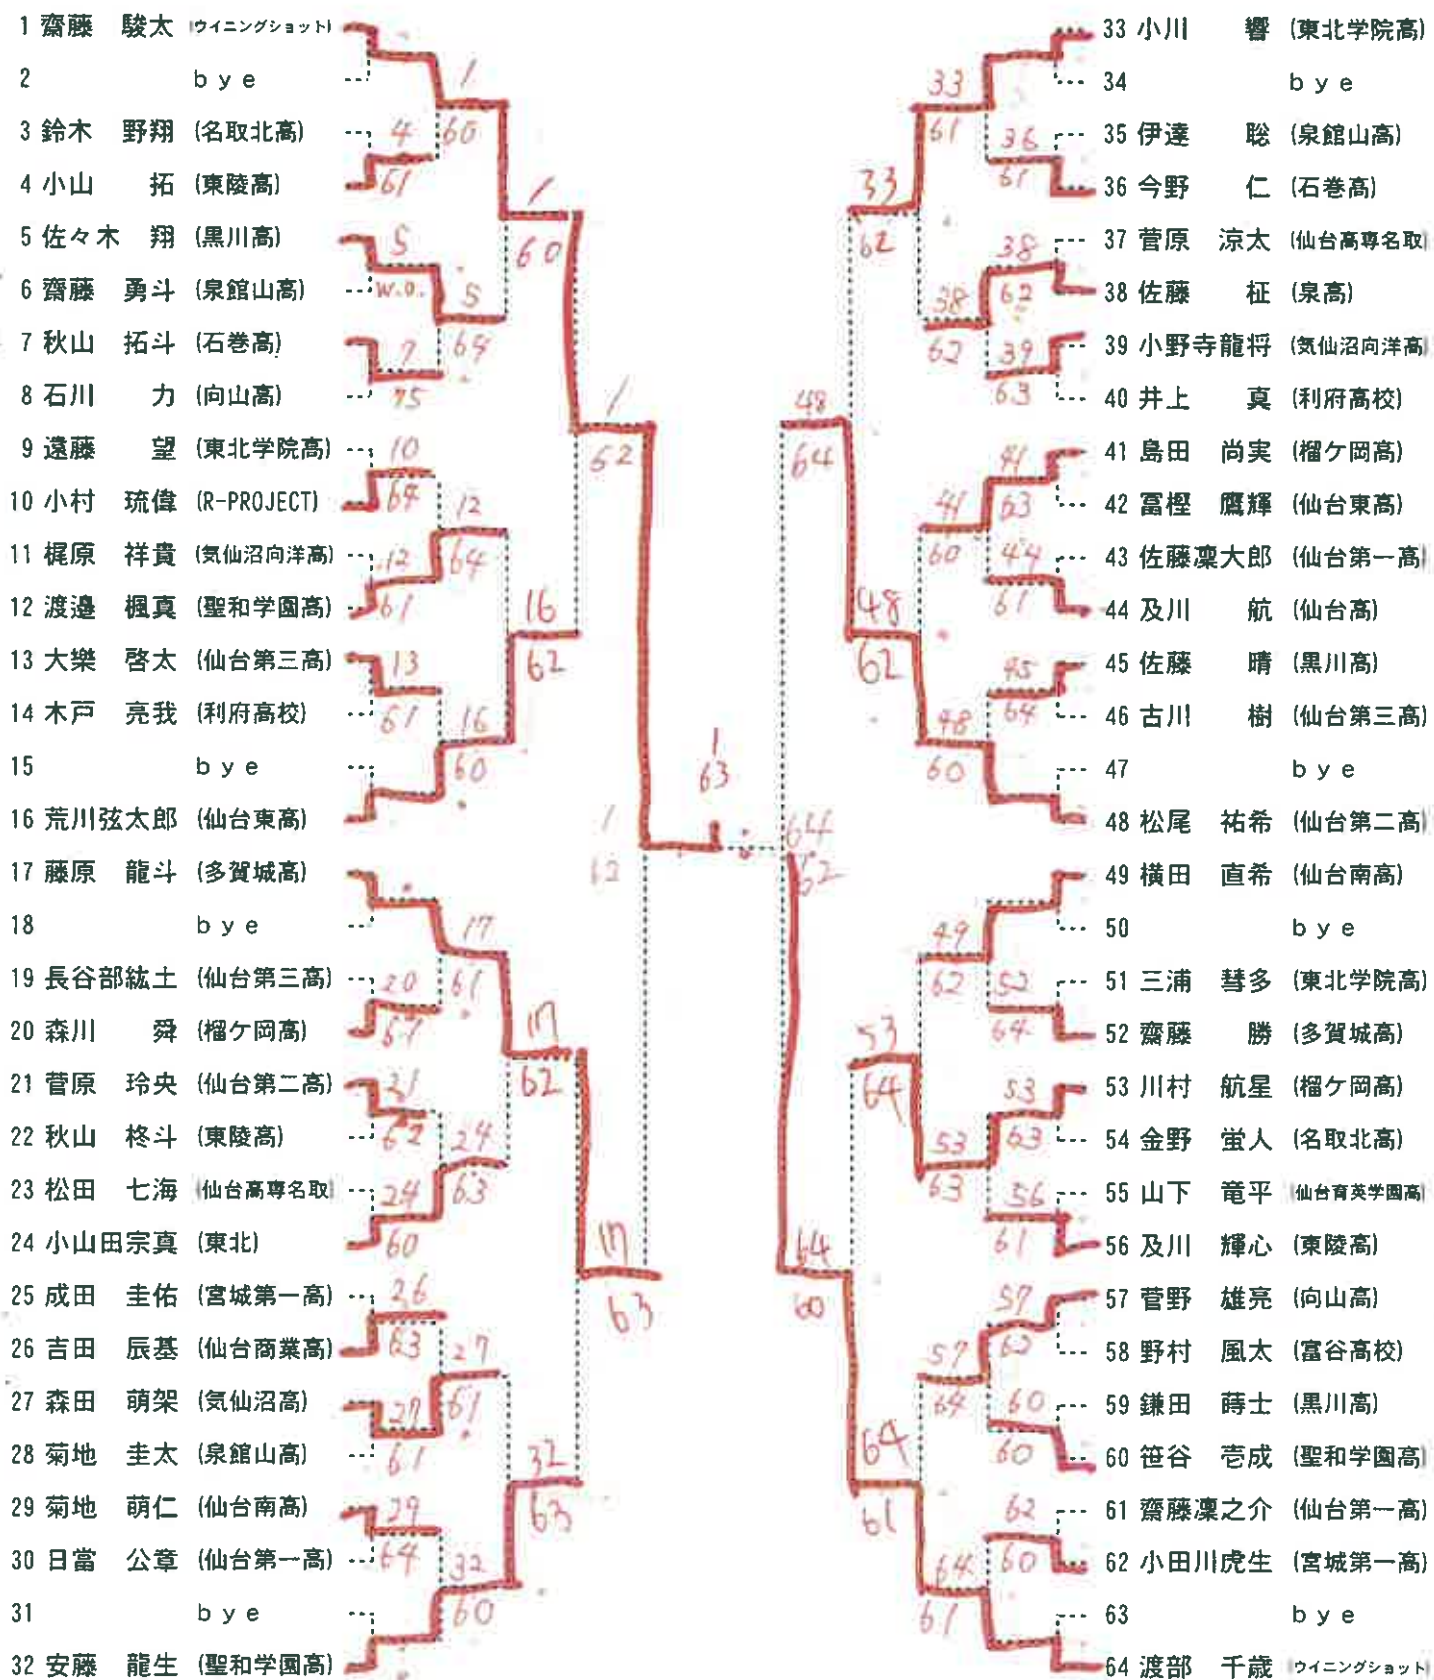 1 齋藤　駿太 (ウイニングショット)
2 bye
3 鈴木　野翔 (名取北高)
4 小山　拓 (東陵高)
5 佐々木　翔 (黒川高)
6 齋藤　勇斗 (泉館山高)
7 秋山　拓斗 (石巻高)
8 石川　力 (向山高)
9 遠藤　望 (東北学院高)
10 小村　琉偉 (R-PROJECT)
11 梶原　祥貴 (気仙沼向洋高)
12 渡邉　楓真 (聖和学園高)
13 大樂　啓太 (仙台第三高)
14 木戸　亮我 (利府高校)
15 bye
16 荒川弦太郎 (仙台東高)
17 藤原　龍斗 (多賀城高)
18 bye
19 長谷部紘土 (仙台第三高)
20 森川　舜 (榴ケ岡高)
21 菅原　玲央 (仙台第二高)
22 秋山　柊斗 (東陵高)
23 松田　七海 (仙台高専名取)
24 小山田宗真 (東北)
25 成田　圭佑 (宮城第一高)
26 吉田　辰基 (仙台商業高)
27 森田　萌架 (気仙沼高)
28 菊地　圭太 (泉館山高)
29 菊地　萌仁 (仙台南高)
30 日當　公章 (仙台第一高)
31 bye
32 安藤　龍生 (聖和学園高)
4
61
5
W.O.
7
75
10
64
12
61
13
61
20
61
21
62
24
60
26
63
27
61
29
64
1
60
5
64
12
64
16
60
17
61
24
63
27
61
32
60
1
60
16
62
17
62
32
63
1
62
17
63
1
62
1
63
64
62
48
64
64
60
33
62
48
62
53
64
64
61
33
61
38
62
41
60
48
60
49
62
53
63
57
64
64
61
36
61
38
62
39
63
41
63
44
61
45
64
52
64
53
63
56
61
57
62
60
60
62
60
33 小川　響 (東北学院高)
34 bye
35 伊達　聡 (泉館山高)
36 今野　仁 (石巻高)
37 菅原　涼太 (仙台高専名取)
38 佐藤　柾 (泉高)
39 小野寺龍将 (気仙沼向洋高)
40 井上　真 (利府高校)
41 島田　尚実 (榴ケ岡高)
42 冨樫　鷹輝 (仙台東高)
43 佐藤凜太郎 (仙台第一高)
44 及川　航 (仙台高)
45 佐藤　晴 (黒川高)
46 古川　樹 (仙台第三高)
47 bye
48 松尾　祐希 (仙台第二高)
49 横田　直希 (仙台南高)
50 bye
51 三浦　彗多 (東北学院高)
52 齋藤　勝 (多賀城高)
53 川村　航星 (榴ケ岡高)
54 金野　蛍人 (名取北高)
55 山下　竜平 (仙台育英学園高)
56 及川　輝心 (東陵高)
57 菅野　雄亮 (向山高)
58 野村　風太 (富谷高校)
59 鎌田　蒔士 (黒川高)
60 笹谷　壱成 (聖和学園高)
61 齋藤凜之介 (仙台第一高)
62 小田川虎生 (宮城第一高)
63 bye
64 渡部　千歳 (ウイニングショット)